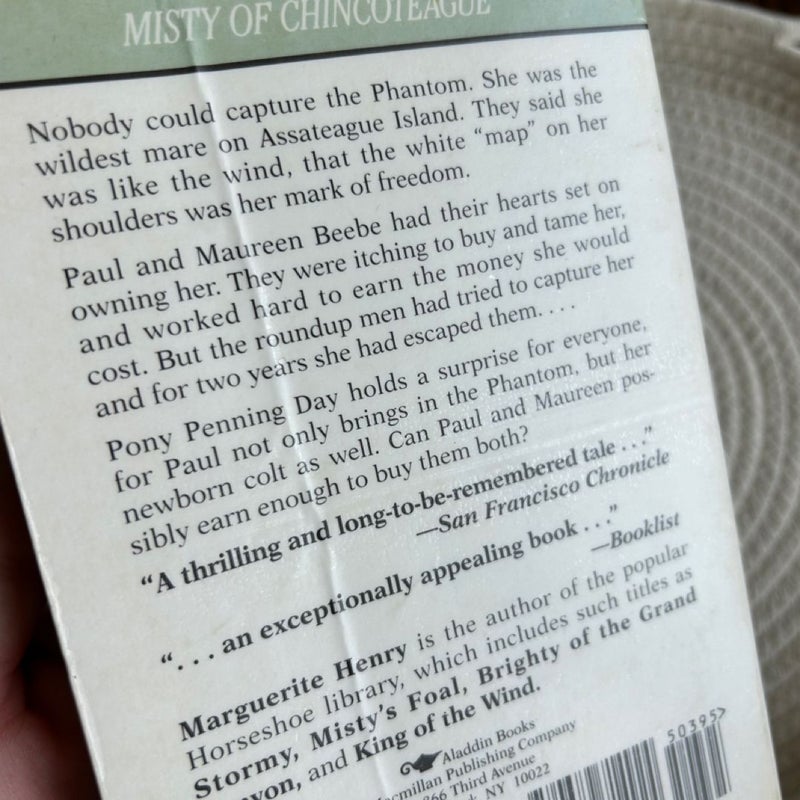 MISTY OF CHINCOTEAGUE
Nobody could capture the Phantom. She was the
wildest mare on Assateague Island. They said she
was like the wind, that the white “map” on her
shoulders was her mark of freedom.
Paul and Maureen Beebe had their hearts set on
owning her. They were itching to buy and tame her,
and worked hard to earn the money she would
cost. But the roundup men had tried to capture her
and for two years she had escaped them. . . .
Pony Penning Day holds a surprise for everyone,
for Paul not only brings in the Phantom, but her
newborn colt as well. Can Paul and Maureen pos-
sibly earn enough to buy them both?
“A thrilling and long-to-be-remembered tale . . .”
—San Francisco Chronicle
“. . . an exceptionally appealing book . . .”
—Booklist
Marguerite Henry is the author of the popular
Horseshoe library, which includes such titles as
Stormy, Misty's Foal, Brighty of the Grand
yon, and King of the Wind.
Aladdin Books
acmillan Publishing Company
866 Third Avenue
NY 10022
50395>